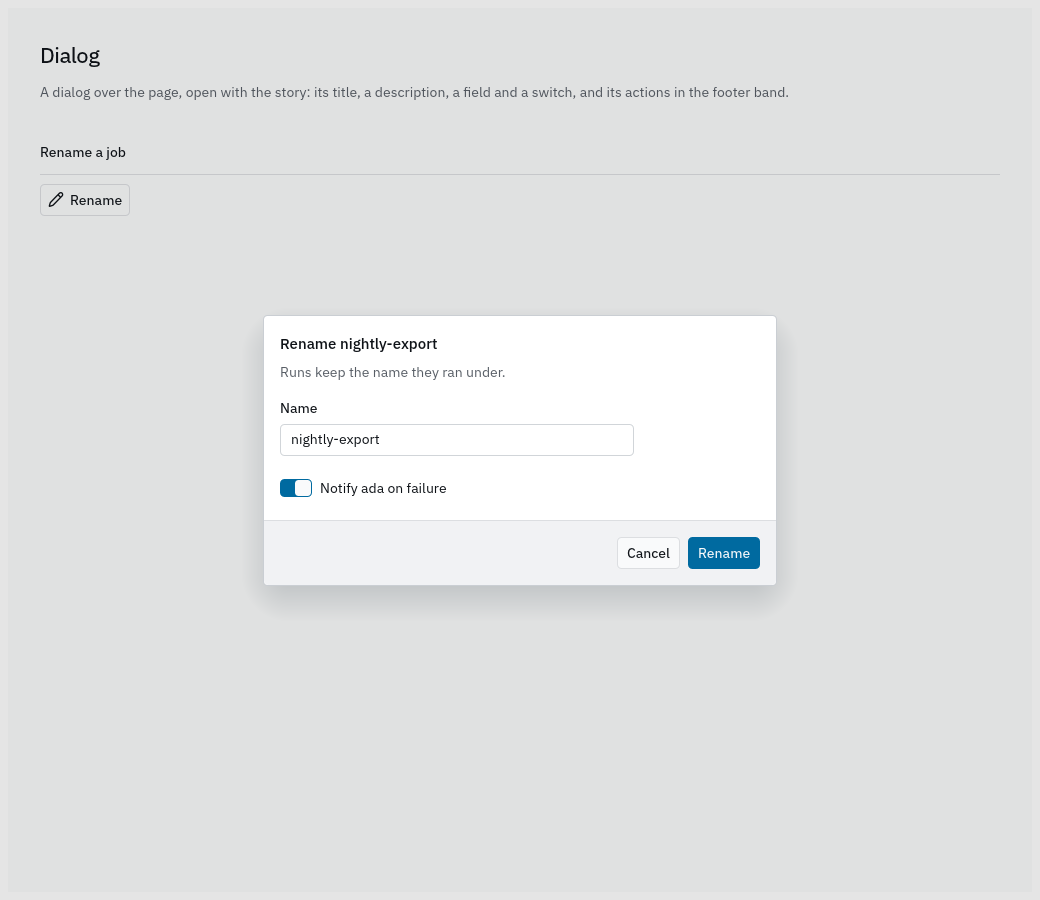 Dialog
A dialog over the page, open with the story: its title, a description, a field and a switch, and its actions in the footer band.
Rename a job
Rename
Rename nightly-export
Runs keep the name they ran under.
Name
nightly-export
Notify ada on failure
Cancel
Rename